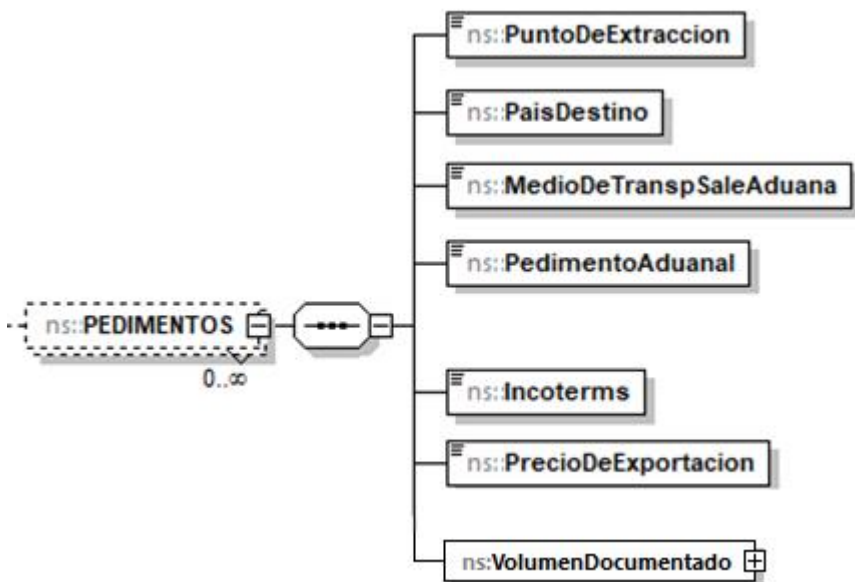 ns::PuntoDeExtraccion
ns::PaisDestino
ns::MedioDeTranspSaleAduana
ns::PedimentoAduanal
ns::PEDIMENTOS
0..∞
ns::Incoterms
ns::PrecioDeExportacion
ns:VolumenDocumentado